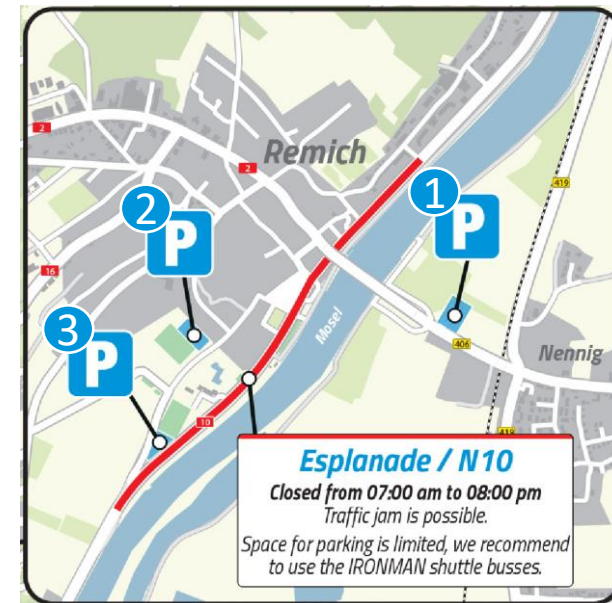 2
Remich
2
1
P
419
2
P
16
Mosel
3
P
406
Nennig
10
419
Esplanade / N10
Closed from 07:00 am to 08:00 pm
Traffic jam is possible.
Space for parking is limited, we recommend
to use the IRONMAN shuttle busses.